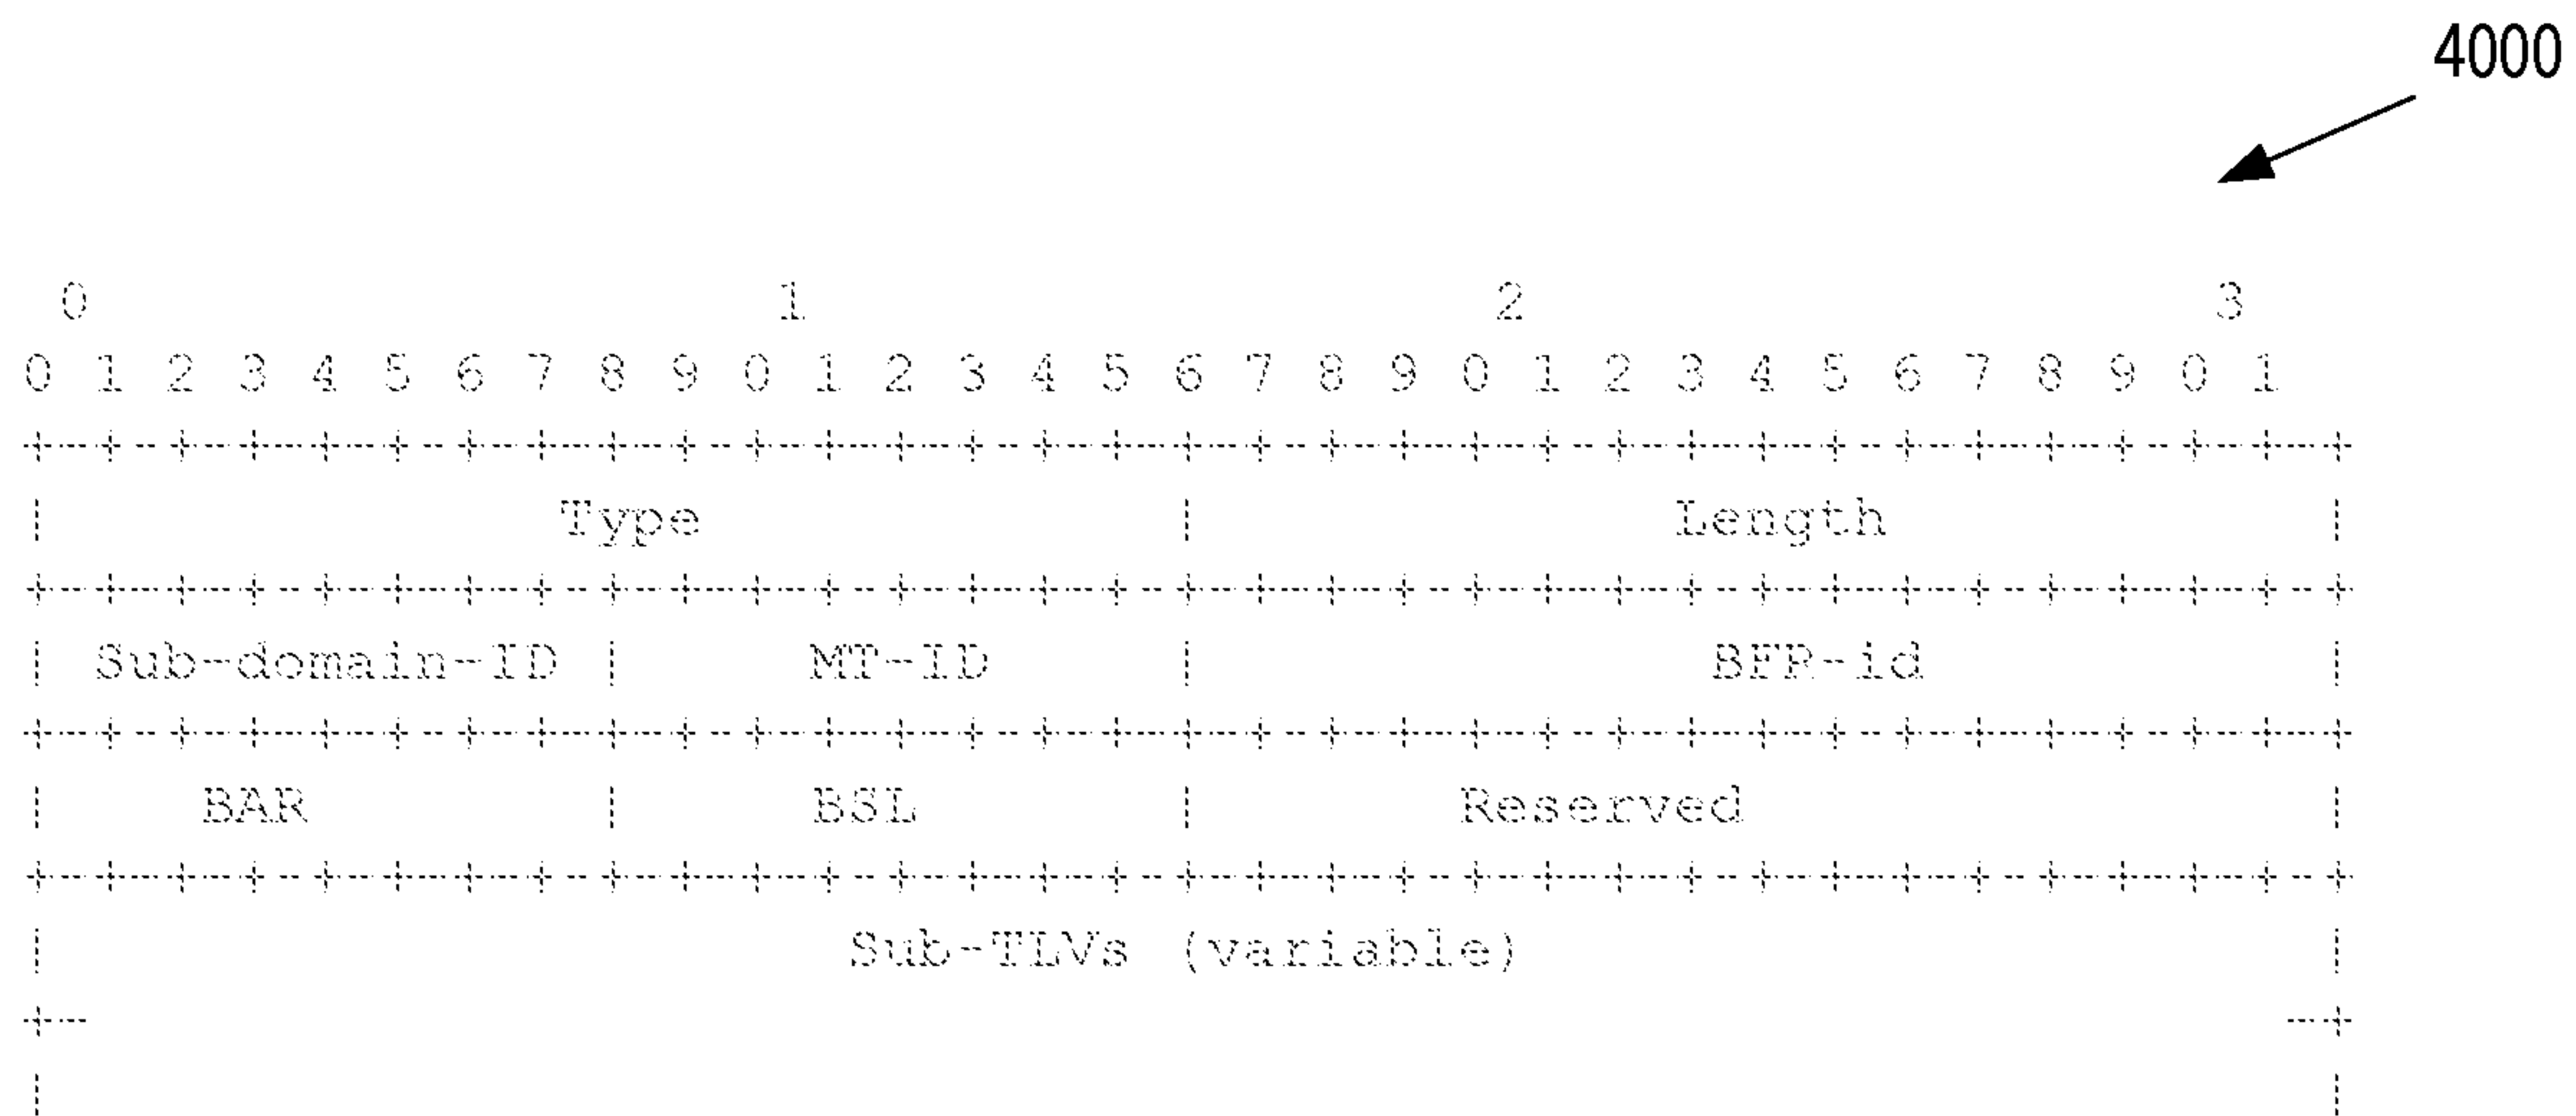 4000
0 1 2 3
0 1 2 3 4 5 6 7 8 9 0 1 2 3 4 5 6 7 8 9 0 1 2 3 4 5 6 7 8 9 0 1
+-+-+-+-+-+-+-+-+-+-+-+-+-+-+-+-+-+-+-+-+-+-+-+-+-+-+-+-+-+-+-+-+
| Type | Length |
+-+-+-+-+-+-+-+-+-+-+-+-+-+-+-+-+-+-+-+-+-+-+-+-+-+-+-+-+-+-+-+-+
| Sub-domain-ID | MT-ID | BFR-id |
+-+-+-+-+-+-+-+-+-+-+-+-+-+-+-+-+-+-+-+-+-+-+-+-+-+-+-+-+-+-+-+-+
| BAR | BSL | Reserved |
+-+-+-+-+-+-+-+-+-+-+-+-+-+-+-+-+-+-+-+-+-+-+-+-+-+-+-+-+-+-+-+-+
| Sub-TLVs (variable) |
+- -+
| |